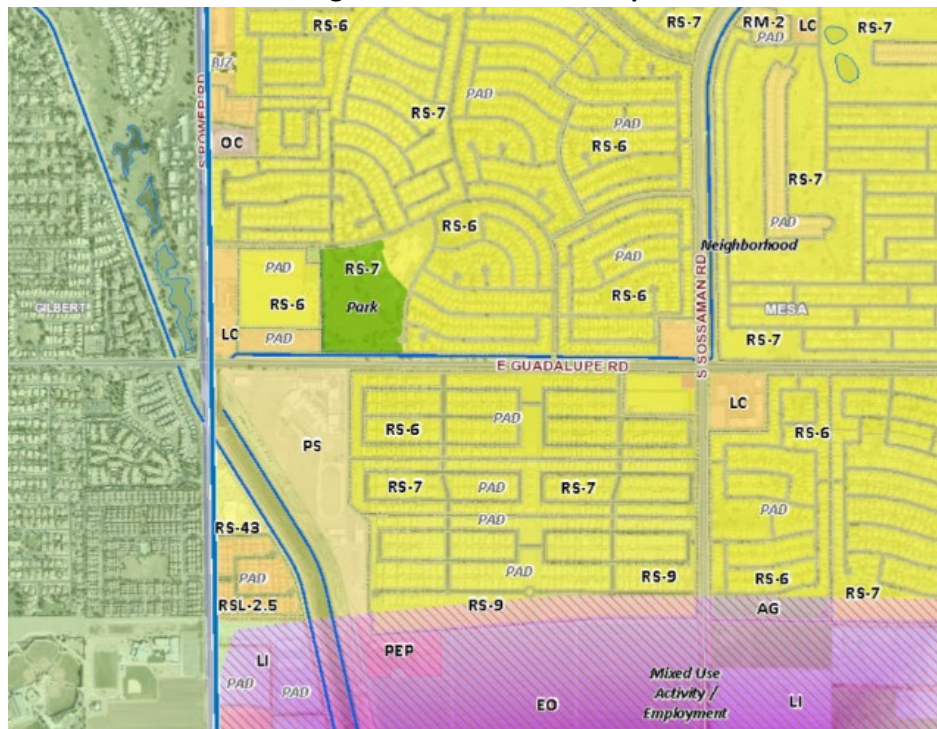 RS-6
RS-7
RM-2
LC
RS-7
PAD
BIZ
S POWER RD
PAD
RS-7
PAD
OC
RS-6
RS-7
PAD
RS-6
Neighborhood
PAD
RS-7
PAD
RS-6
Park
RS-6
GILBERT
MESA
LC
PAD
RS-7
E GUADALUPE RD
S SOSSAMAN RD
LC
PAD
RS-6
RS-6
PS
RS-7
PAD
RS-7
PAD
PAD
RS-43
PAD
PAD
RS-9
RS-6
RS-7
RSL-2.5
RS-9
AG
LI
PEP
PAD
PAD
Mixed Use
Activity /
Employment
EO
LI